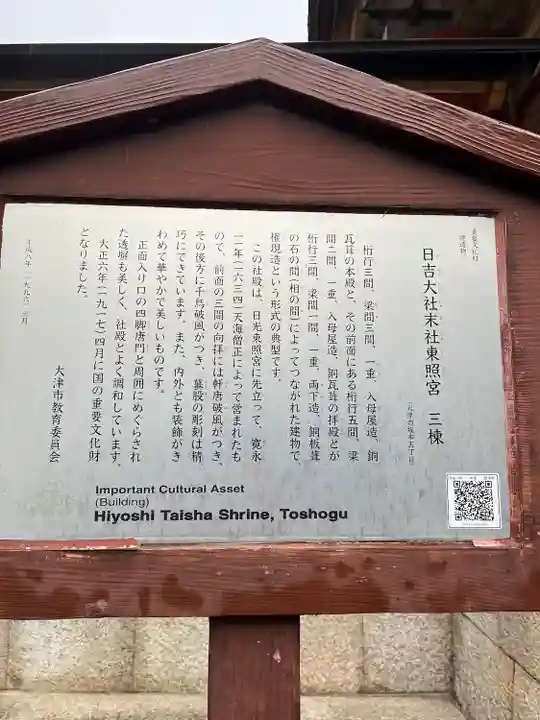 重要文化財
建造物
日吉大社末社東照宮 三棟
(大津市坂本五丁目)
桁行三間、梁間三間、一重、入母屋造、銅
瓦葺の本殿と、その前面にある桁行五間、梁
間二間、一重、入母屋造、銅瓦葺の拝殿とが
桁行三間、梁間一間、一重、両下造、銅板葺
の石の間(相の間)によってつながれた建物で、
権現造という形式の典型です。
この社殿は、日光東照宮に先立って、寛永
一一年(一六三四)天海僧正によって営まれたも
ので、前面の三間の向拝には軒唐破風がつき、
その後方に千鳥破風がつき、蟇股の彫刻は精
巧にできています。また、内外とも装飾がき
わめて華やかで美しいものです。
正面入り口の四脚唐門と周囲にめぐらされ
た透塀も美しく、社殿とよく調和しています。
大正六年(一九一七)四月に国の重要文化財
となりました。
大津市教育委員会
平成八年(一九九六)三月
Important Cultural Asset
(Building)
Hiyoshi Taisha Shrine, Toshogu